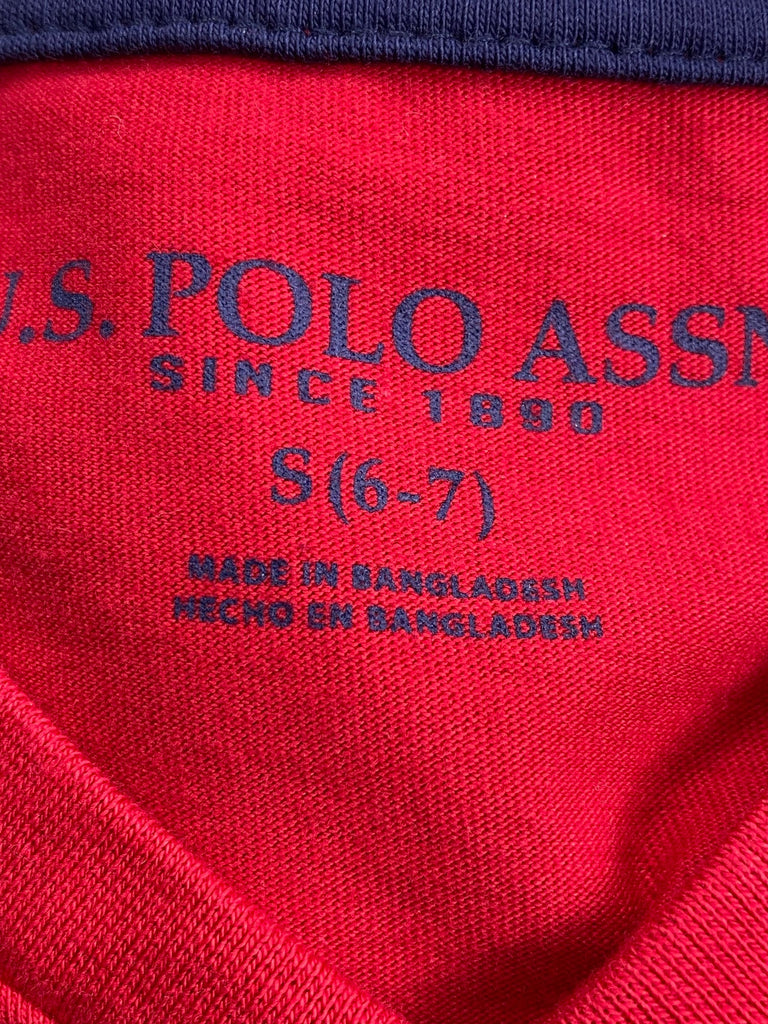 U.S. POLO ASSN
SINCE 1890
S (6-7)
MADE IN BANGLADESH
HECHO EN BANGLADESH